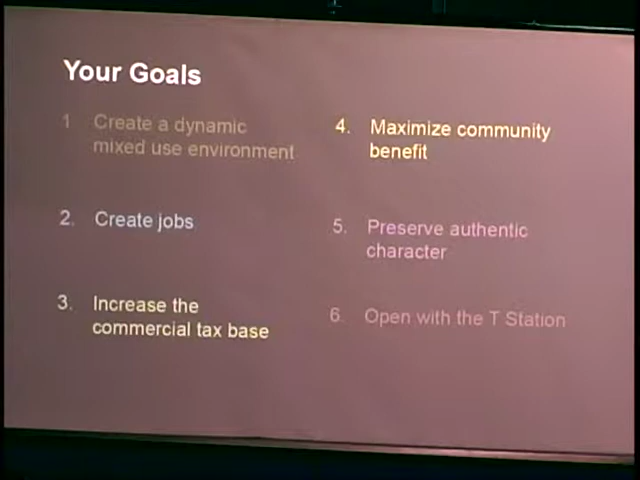 Your Goals
1 Create a dynamic
mixed use environment
2. Create jobs
3. Increase the
commercial tax base
4. Maximize community
benefit
5. Preserve authentic
character
6. Open with the T Station